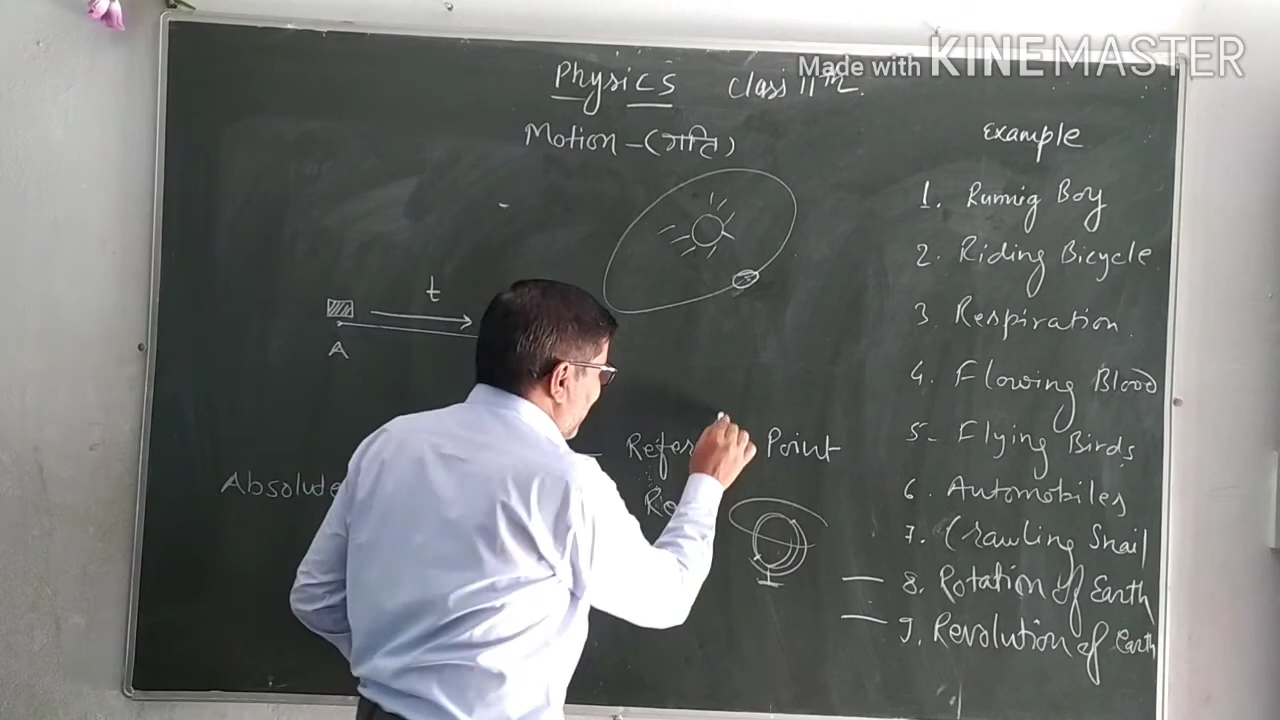 Made with KINEMASTER
Physics Class 11th.
Motion - (गति)
Example
1. Runnig Boy
2. Riding Bicycle.
3. Respiration
4. Flowing Blood
5- Flying Birds
6. Automobiles
7. Crawling Snail
8. Rotation of Earth
9. Revolution of Earth
t
A
Point
Absolute